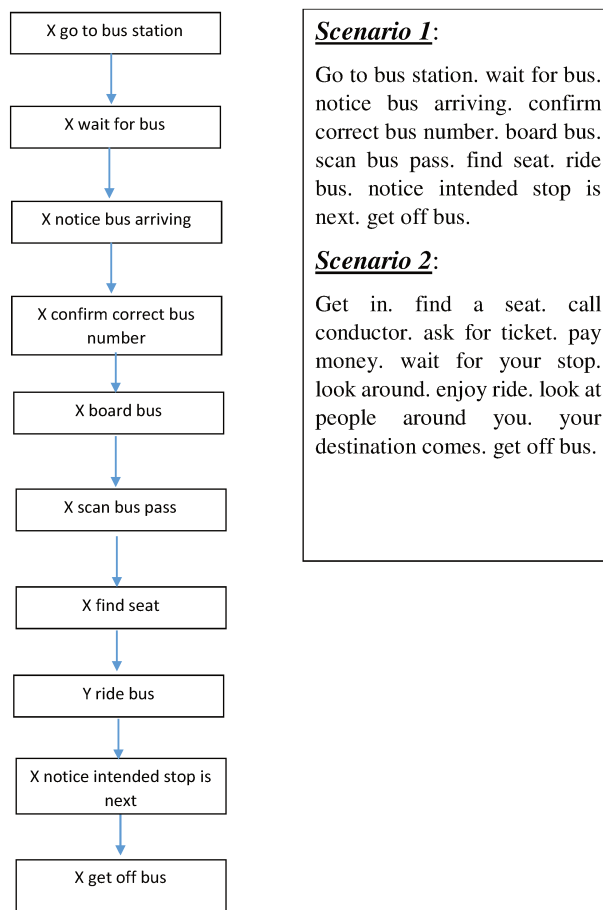 X go to bus station
X wait for bus
X notice bus arriving
X confirm correct bus
number
X board bus
X scan bus pass
X find seat
Y ride bus
X notice intended stop is
next
X get off bus
Scenario 1:
Go to bus station. wait for bus.
notice bus arriving. confirm
correct bus number. board bus.
scan bus pass. find seat. ride
bus. notice intended stop is
next. get off bus.
Scenario 2:
Get in. find a seat. call
conductor. ask for ticket. pay
money. wait for your stop.
look around. enjoy ride. look at
people around you. your
destination comes. get off bus.